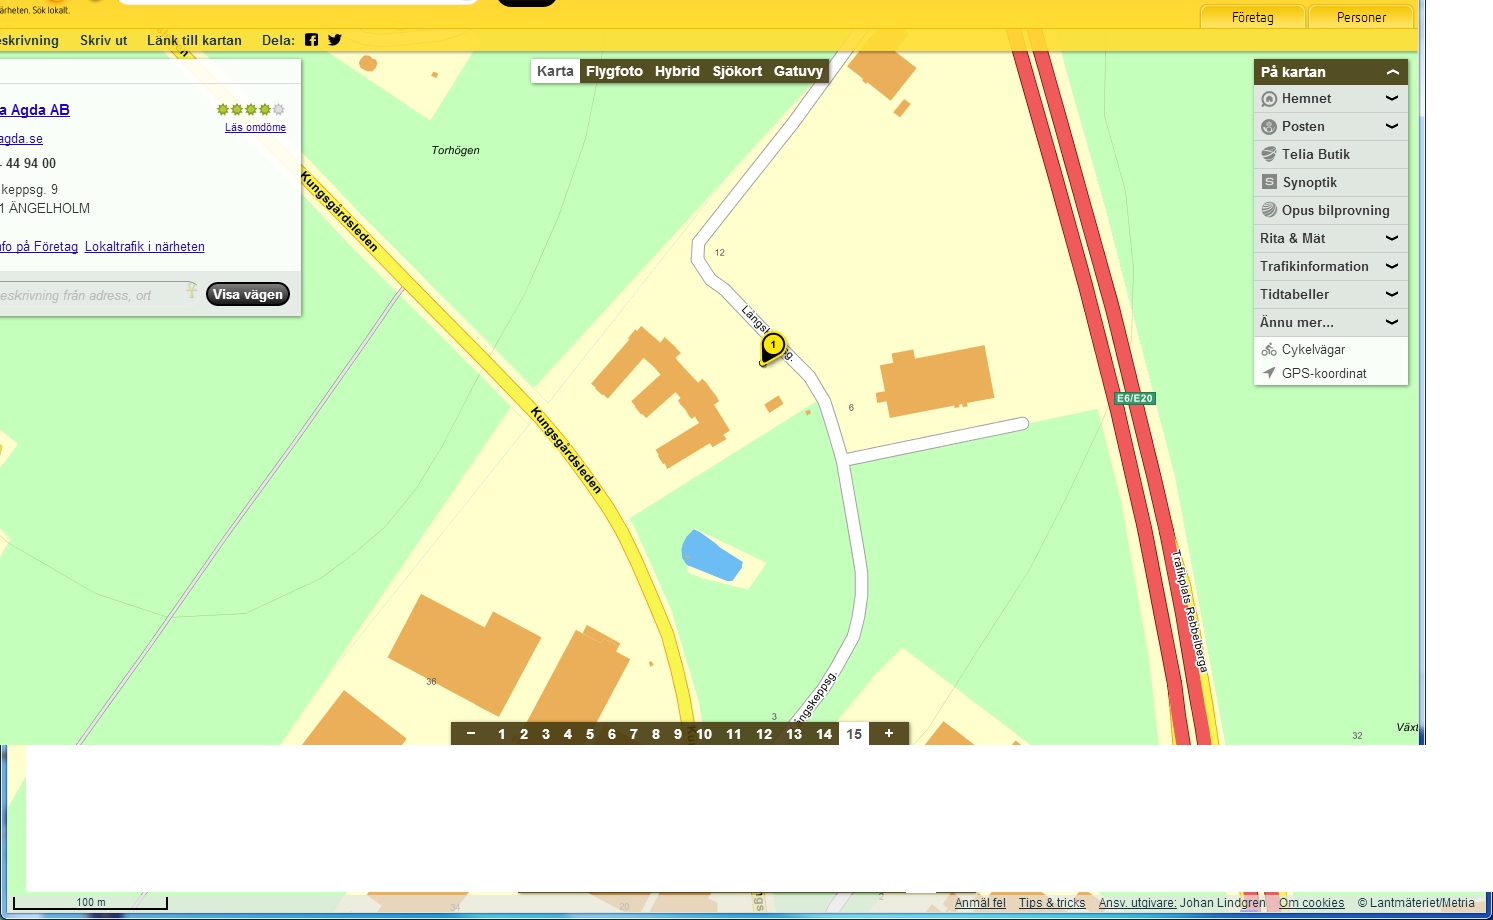 ärheten. Sök lokalt.
Företag
Personer
eskrivning Skriv ut Länk till kartan Dela:
Karta Flygfoto Hybrid Sjökort Gatuvy
a Agda AB
Läs omdöme
agda.se
44 94 00
keppsg. 9
1 ÄNGELHOLM
nfo på Företag Lokaltrafik i närheten
eskrivning från adress, ort
Visa vägen
På kartan
Hemnet
Posten
Telia Butik
S Synoptik
Opus bilprovning
Rita & Mät
Trafikinformation
Tidtabeller
Ännu mer...
Cykelvägar
GPS-koordinat
Torhögen
Kungsgårdsleden
12
1
6
E6/E20
Kungsgårdsleden
Trafikplats Rebbelberga
36
ångskeppsg.
3
32
Växt
− 1 2 3 4 5 6 7 8 9 10 11 12 13 14 15 +
100 m
34
20
Anmäl fel Tips & tricks Ansv. utgivare: Johan Lindgren Om cookies © Lantmäteriet/Metria